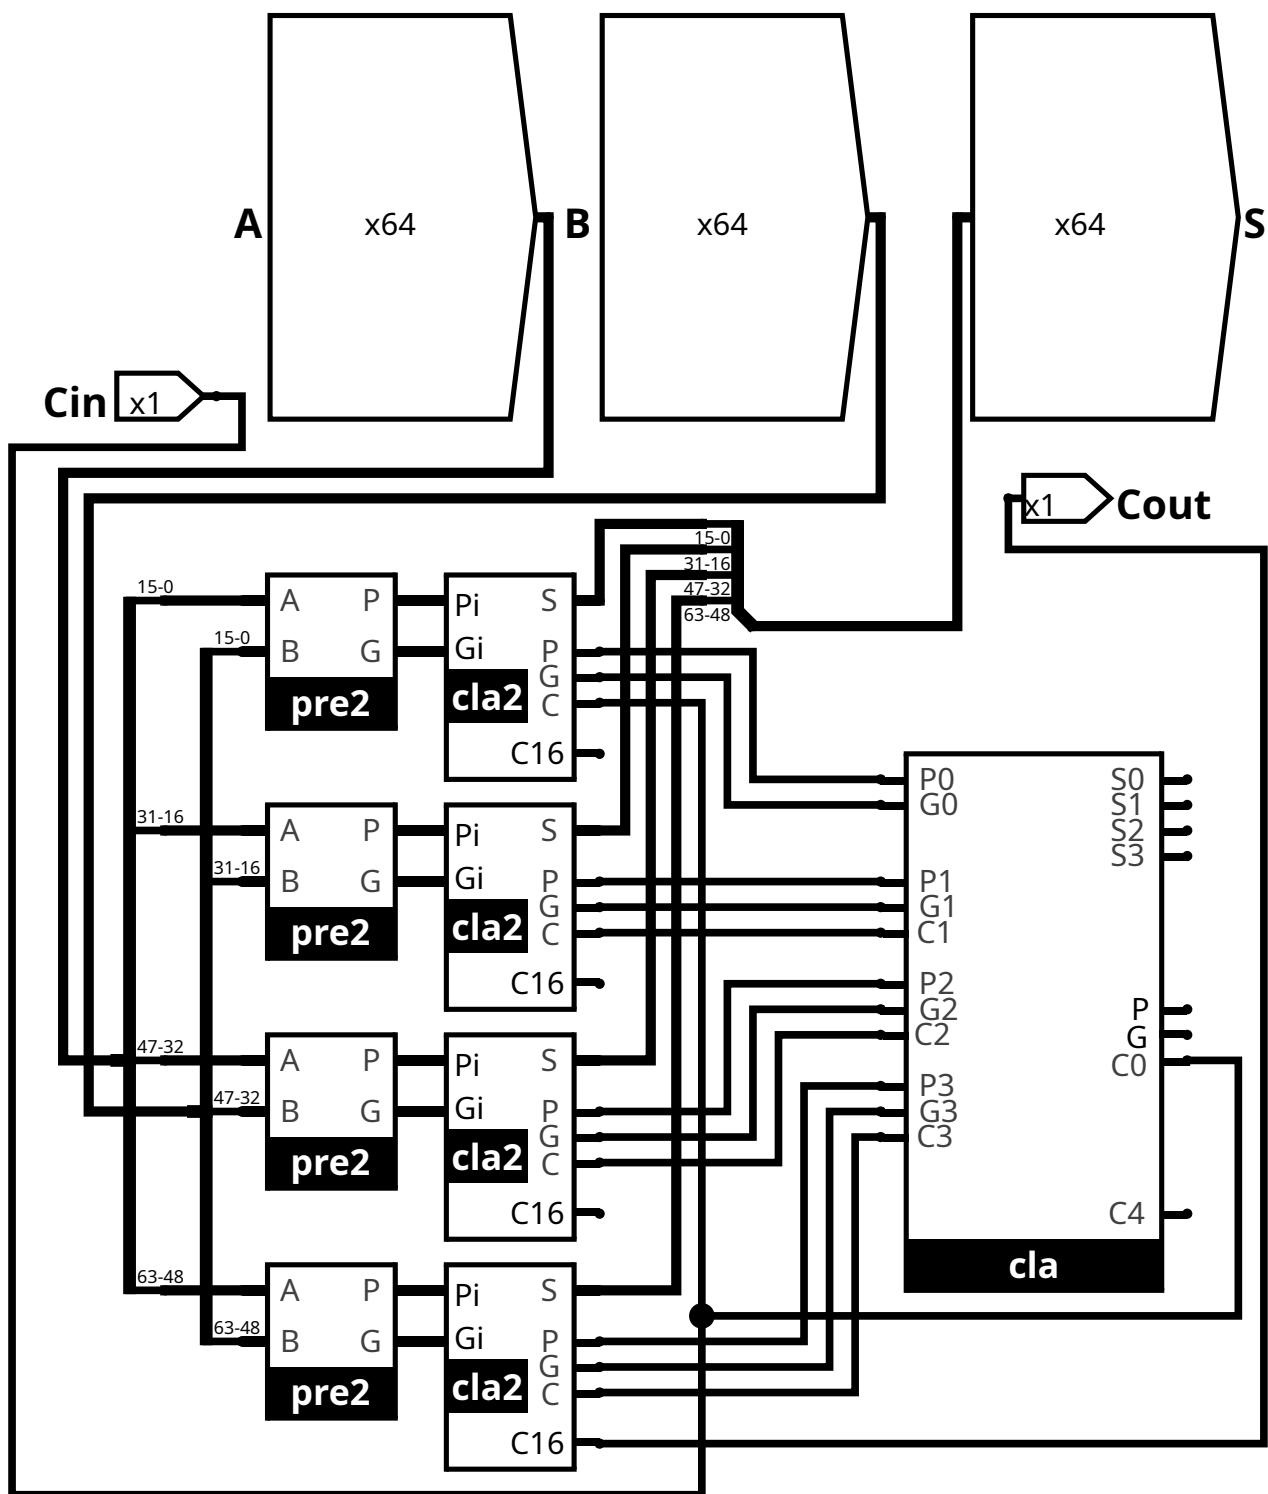 A x64 B x64 x64 S
Cin x1
x1 Cout
15-0
31-16
47-32
63-48
15-0
A P
15-0
B G
pre2
Pi S
Gi P
G
cla2 C
C16
31-16
A P
31-16
B G
pre2
Pi S
Gi P
G
cla2 C
C16
47-32
A P
47-32
B G
pre2
Pi S
Gi P
G
cla2 C
C16
63-48
A P
63-48
B G
pre2
Pi S
Gi P
G
cla2 C
C16
P0 S0
G0 S1
S2
S3
P1
G1
C1
P2 P
G2 G
C2 C0
P3
G3
C3
C4
cla